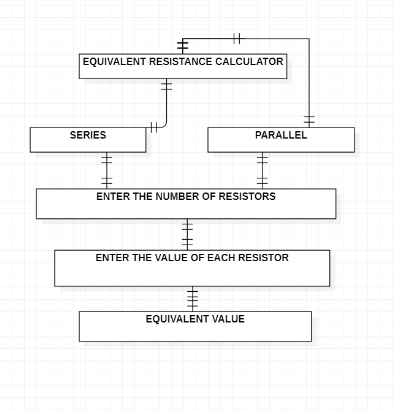 EQUIVALENT RESISTANCE CALCULATOR
SERIES
PARALLEL
ENTER THE NUMBER OF RESISTORS
ENTER THE VALUE OF EACH RESISTOR
EQUIVALENT VALUE